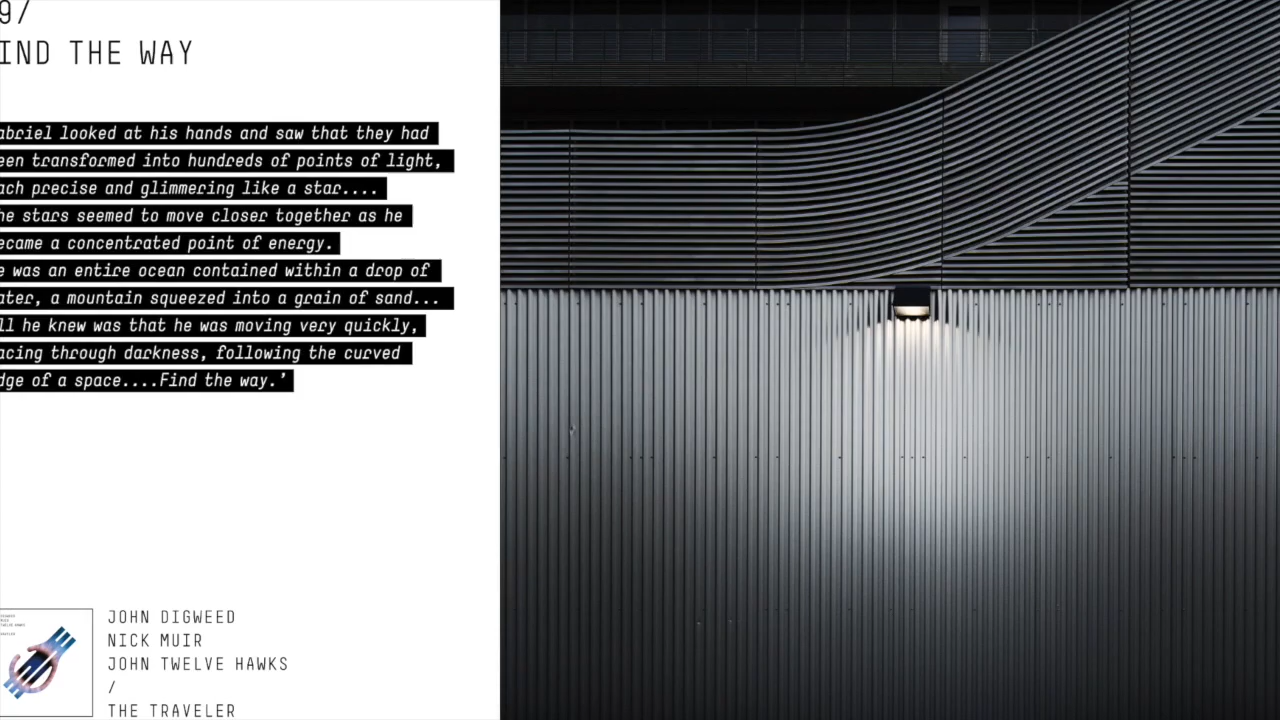 9/
IND THE WAY
abriel looked at his hands and saw that they had
een transformed into hundreds of points of light,
ach precise and glimmering like a star....
he stars seemed to move closer together as he
ecame a concentrated point of energy.
e was an entire ocean contained within a drop of
ater, a mountain squeezed into a grain of sand...
ll he knew was that he was moving very quickly,
acing through darkness, following the curved
dge of a space....Find the way.’
JOHN DIGWEED
NICK MUIR
JOHN TWELVE HAWKS
/
THE TRAVELER